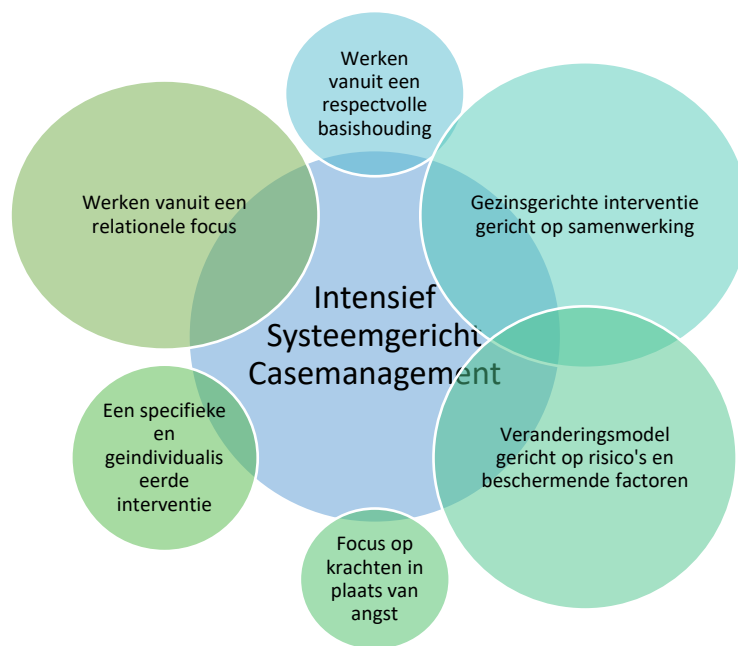 Werken
vanuit een
respectvolle
basishouding
Werken vanuit een
relationele focus
Gezinsgerichte interventie
gericht op samenwerking
Intensief
Systeemgericht
Casemanagement
Een specifieke
en
geindividualis
eerde
interventie
Veranderingsmodel
gericht op risico's en
beschermende factoren
Focus op
krachten in
plaats van
angst